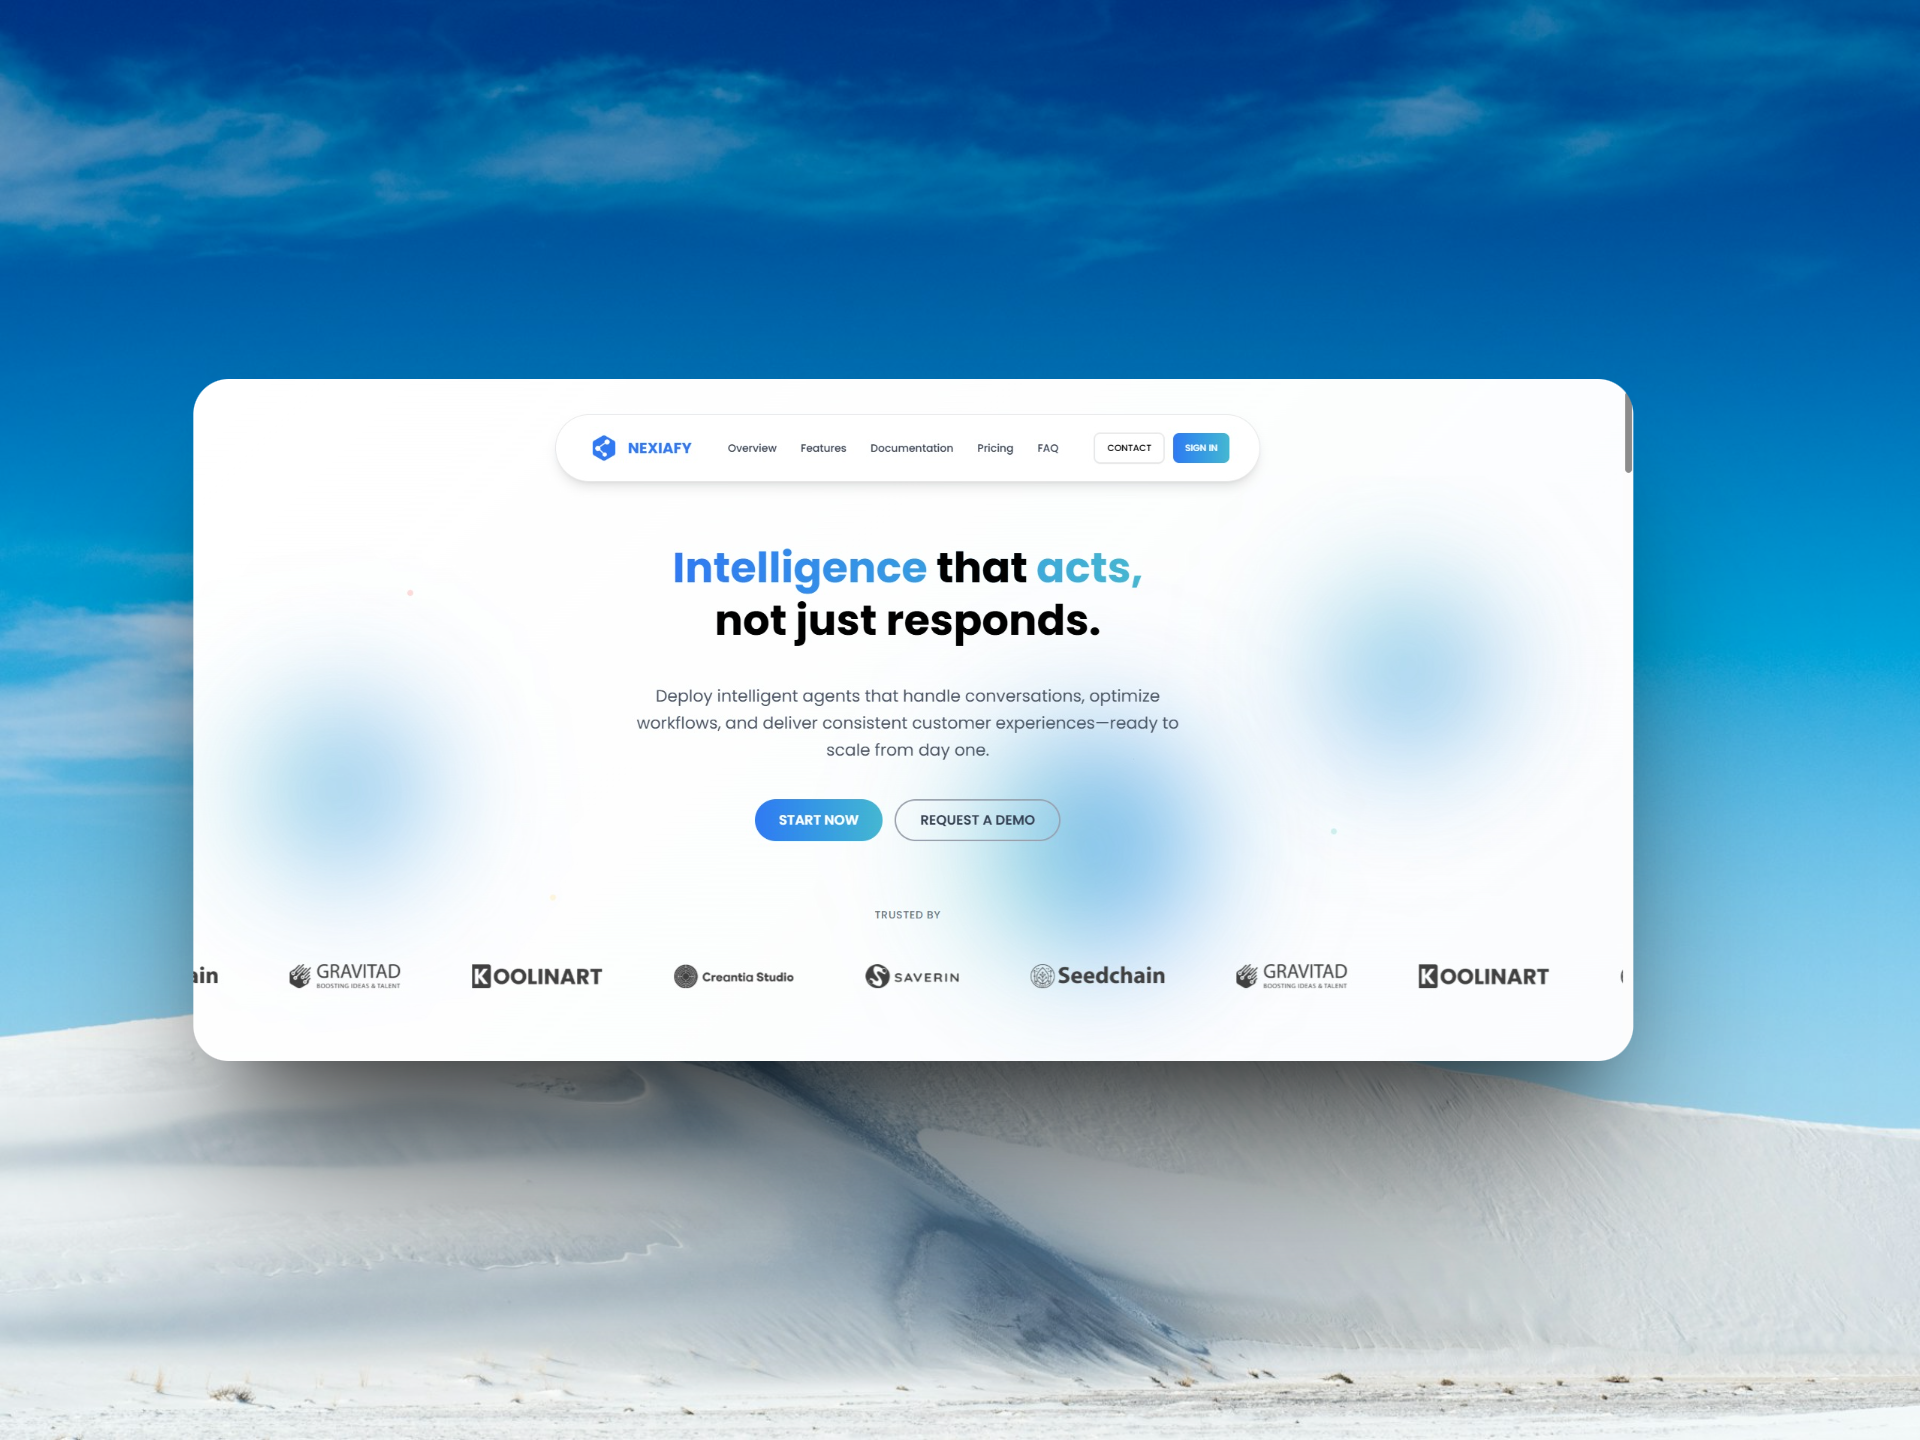 NEXIAFY
Overview
Features
Documentation
Pricing
FAQ
CONTACT
SIGN IN
Intelligence that acts,
not just responds.
Deploy intelligent agents that handle conversations, optimize
workflows, and deliver consistent customer experiences—ready to
scale from day one.
START NOW
REQUEST A DEMO
TRUSTED BY
ain
GRAVITAD
BOOSTING IDEAS & TALENT
KOOLINART
Creantia Studio
SAVERIN
Seedchain
GRAVITAD
BOOSTING IDEAS & TALENT
KOOLINART